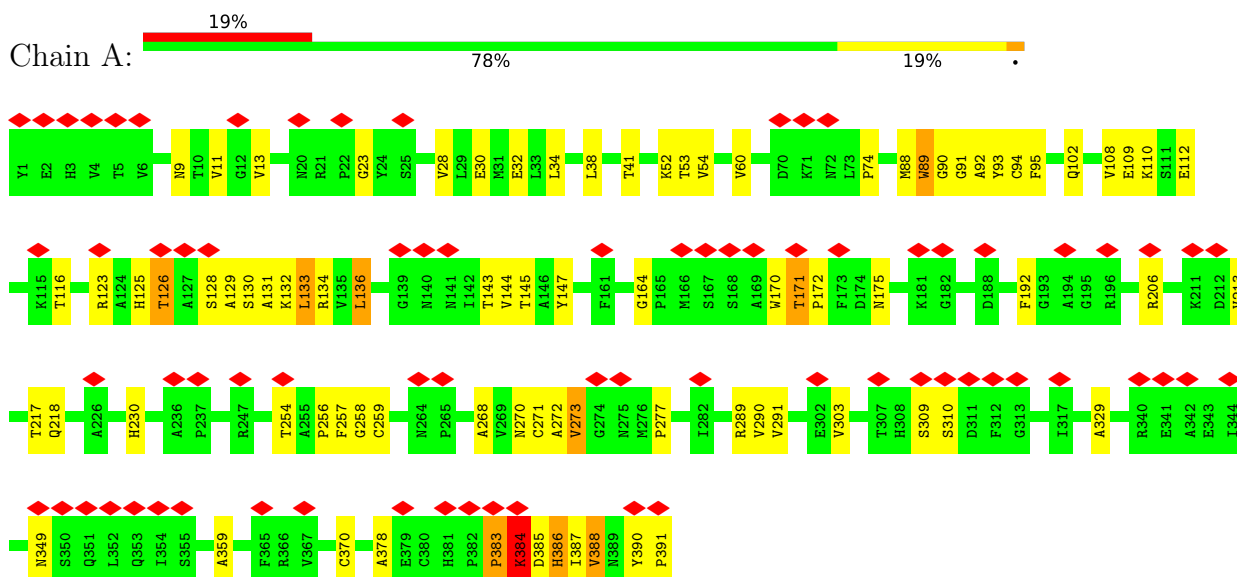 19%
Chain A:
78% 19% •
Y1 E2 H3 V4 T5 V6 N9 T10 V11 G12 V13 N20 R21 P22 G23 Y24 S25 V28 L29 E30 M31 E32 L33 L34 L38 T41 K52 T53 V54 V60 D70 K71 N72 L73 P74 M88 W89 G90 G91 A92 Y93 C94 F95 Q102 V108 E109 K110 S111 E112
K115 T116 R123 A124 H125 T126 A127 S128 A129 S130 A131 K132 L133 R134 V135 L136 G139 N140 N141 I142 T143 V144 T145 A146 Y147 F161 G164 P165 M166 S167 S168 A169 W170 T171 P172 F173 D174 N175 K181 G182 D188 F192 G193 A194 G195 R196 R206 K211 D212 V213
T217 Q218 A226 H230 A236 P237 R247 T254 A255 P256 F257 G258 C259 N264 P265 A268 V269 N270 C271 A272 V273 G274 N275 M276 P277 I282 R289 V290 V291 E302 V303 T307 H308 S309 S310 D311 F312 G313 I317 A329 R340 E341 A342 E343 I344
N349 S350 Q351 L352 Q353 I354 S355 A359 F365 R366 V367 C370 A378 E379 C380 H381 P382 P383 K384 D385 H386 I387 V388 N389 Y390 P391